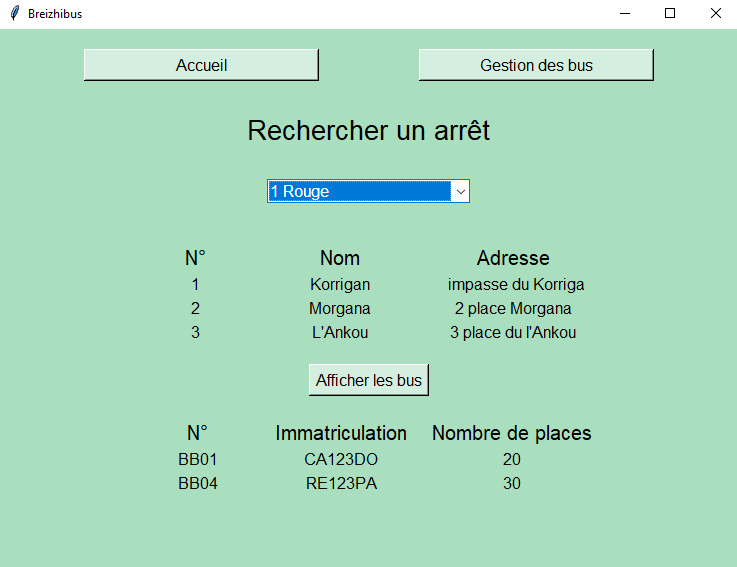 Breizhibus
Accueil Gestion des bus
Rechercher un arrêt
1 Rouge
N° Nom Adresse
1 Korrigan impasse du Korriga
2 Morgana 2 place Morgana
3 L'Ankou 3 place du l'Ankou
Afficher les bus
N° Immatriculation Nombre de places
BB01 CA123DO 20
BB04 RE123PA 30